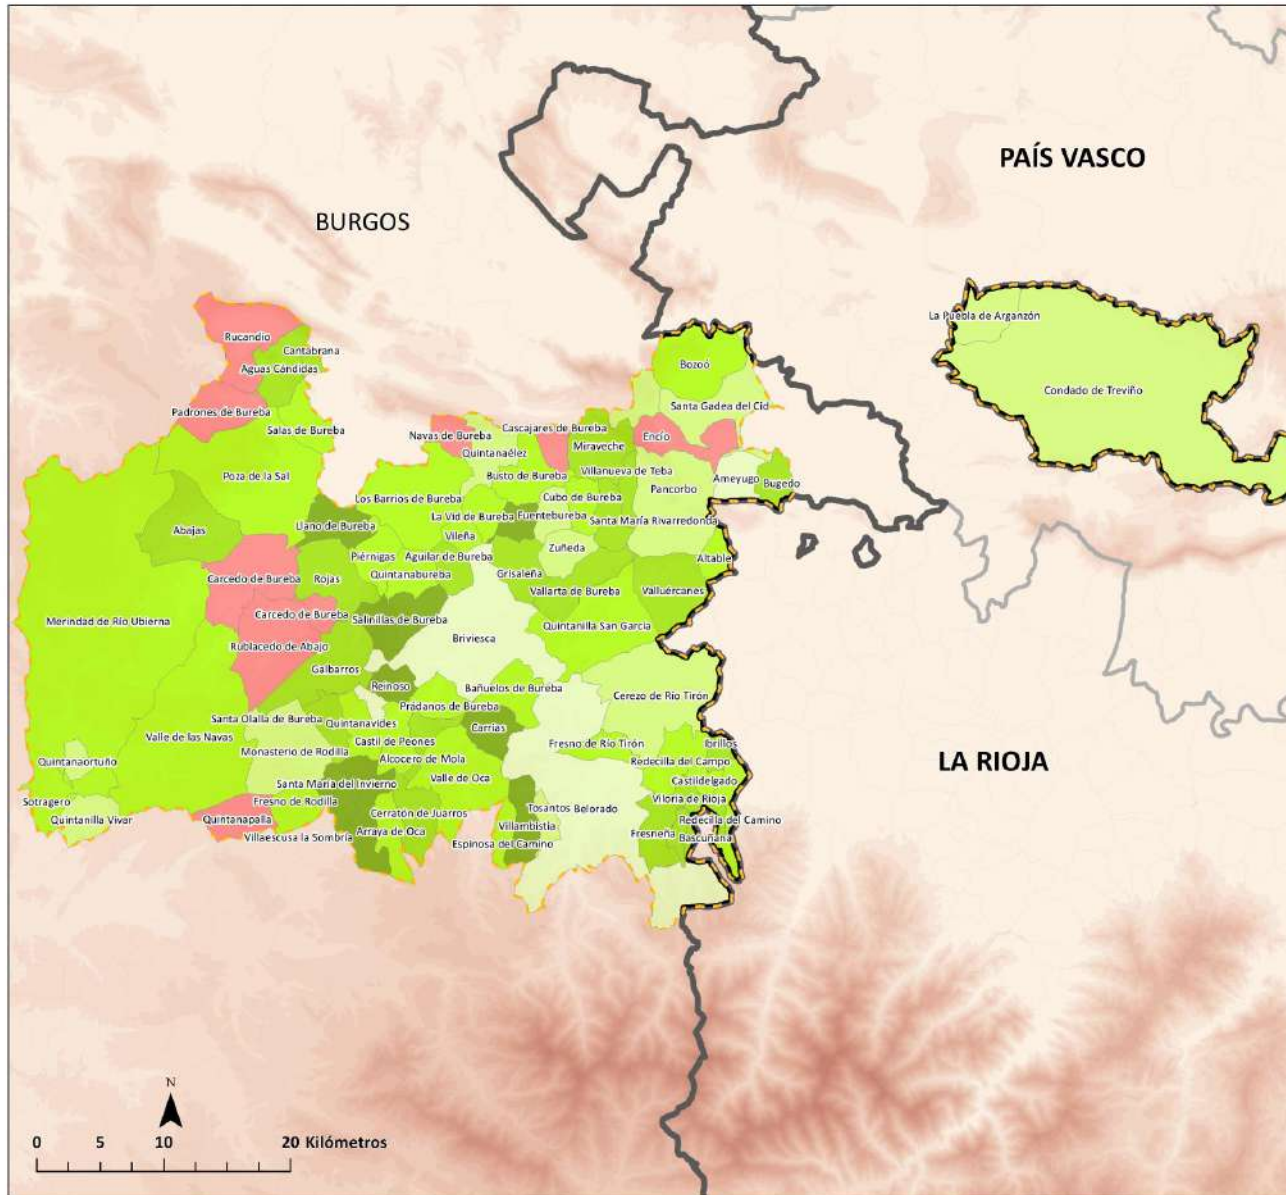 PAÍS VASCO
BURGOS
La Puebla de Arganzón
Rucandio
Cantabrana
Bozoó
Aguas Cándidas
Condado de Treviño
Santa Gadea del Cid
Padrones de Bureba
Salas de Bureba
Cascajares de Bureba
Navas de Bureba
Encío
Miraveche
Quintanaélez
Villanueva de Teba
Poza de la Sal
Busto de Bureba
Ameyugo
Bugedo
Pancorbo
Los Barrios de Bureba
Cubo de Bureba
La Vid de Bureba
Fuentebureba
Santa María Rivarredonda
Llano de Bureba
Abajas
Vileña
Zuñeda
Piérnigas
Aguilar de Bureba
Altable
Carcedo de Bureba
Rojas
Quintanabureba
Grisaleña
Vallarta de Bureba
Valluércanes
Carcedo de Bureba
Salinillas de Bureba
Merindad de Río Ubierna
Quintanilla San García
Briviesca
Rublacedo de Abajo
Galbarros
Reinoso
Bañuelos de Bureba
Cerezo de Río Tirón
Prádanos de Bureba
Santa Olalla de Bureba
Quintanavides
Carrias
Valle de las Navas
Castil de Peones
Fresno de Río Tirón
Ibrillos
Monasterio de Rodilla
Alcocero de Mola
Redecilla del Campo
LA RIOJA
Quintanaortuño
Santa María del Invierno
Valle de Oca
Castildelgado
Sotragero
Fresno de Rodilla
Viloria de Rioja
Cerratón de Juarros
Tosantos
Belorado
Quintanilla Vivar
Quintanapalla
Redecilla del Camino
Villambistia
Villaescusa la Sombría
Arraya de Oca
Fresneña
Bascuñana
Espinosa del Camino
N
0 5 10 20 Kilómetros